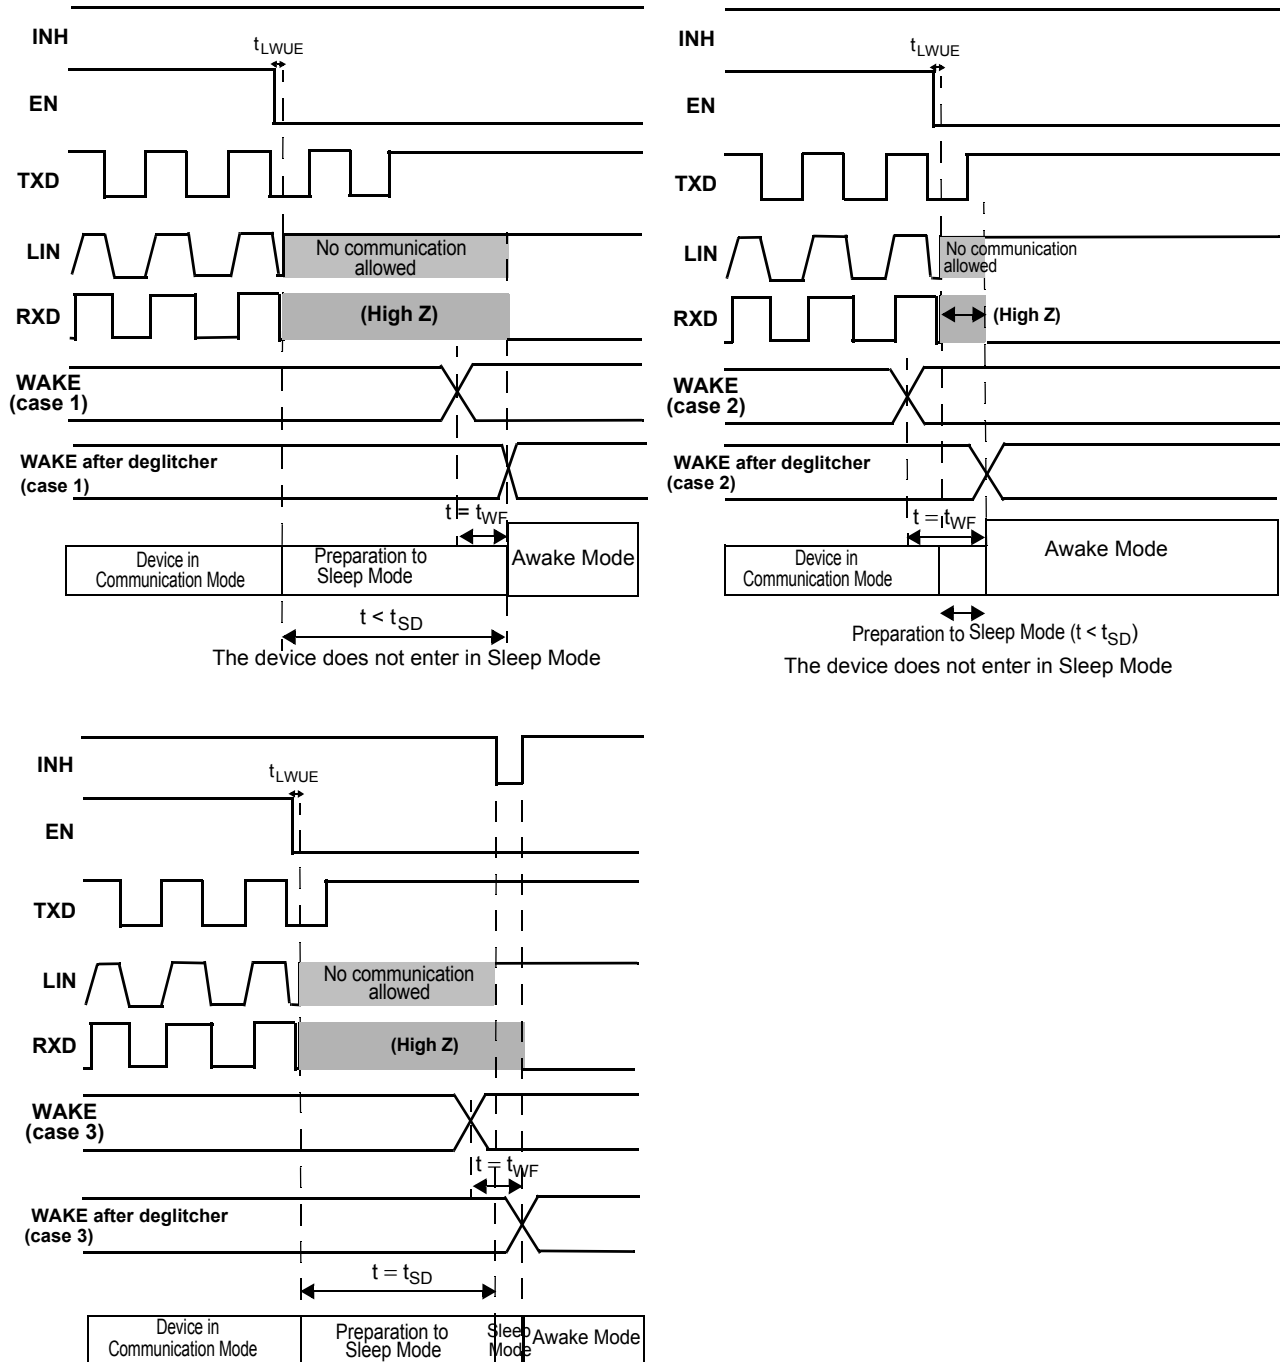 INH
tLWUE
EN
TXD
LIN
No communication
allowed
RXD
(High Z)
WAKE
(case 1)
WAKE after deglitcher
(case 1)
t = tWF
Device in
Communication Mode
Preparation to
Sleep Mode
Awake Mode
t < tSD
The device does not enter in Sleep Mode
INH
tLWUE
EN
TXD
LIN
No communication
allowed
RXD
(High Z)
WAKE
(case 2)
WAKE after deglitcher
(case 2)
t = tWF
Device in
Communication Mode
Awake Mode
Preparation to Sleep Mode (t < tSD)
The device does not enter in Sleep Mode
INH
tLWUE
EN
TXD
LIN
No communication
allowed
RXD
(High Z)
WAKE
(case 3)
t = tWF
WAKE after deglitcher
(case 3)
t = tSD
Device in
Communication Mode
Preparation to
Sleep Mode
Sleep
Mode
Awake Mode